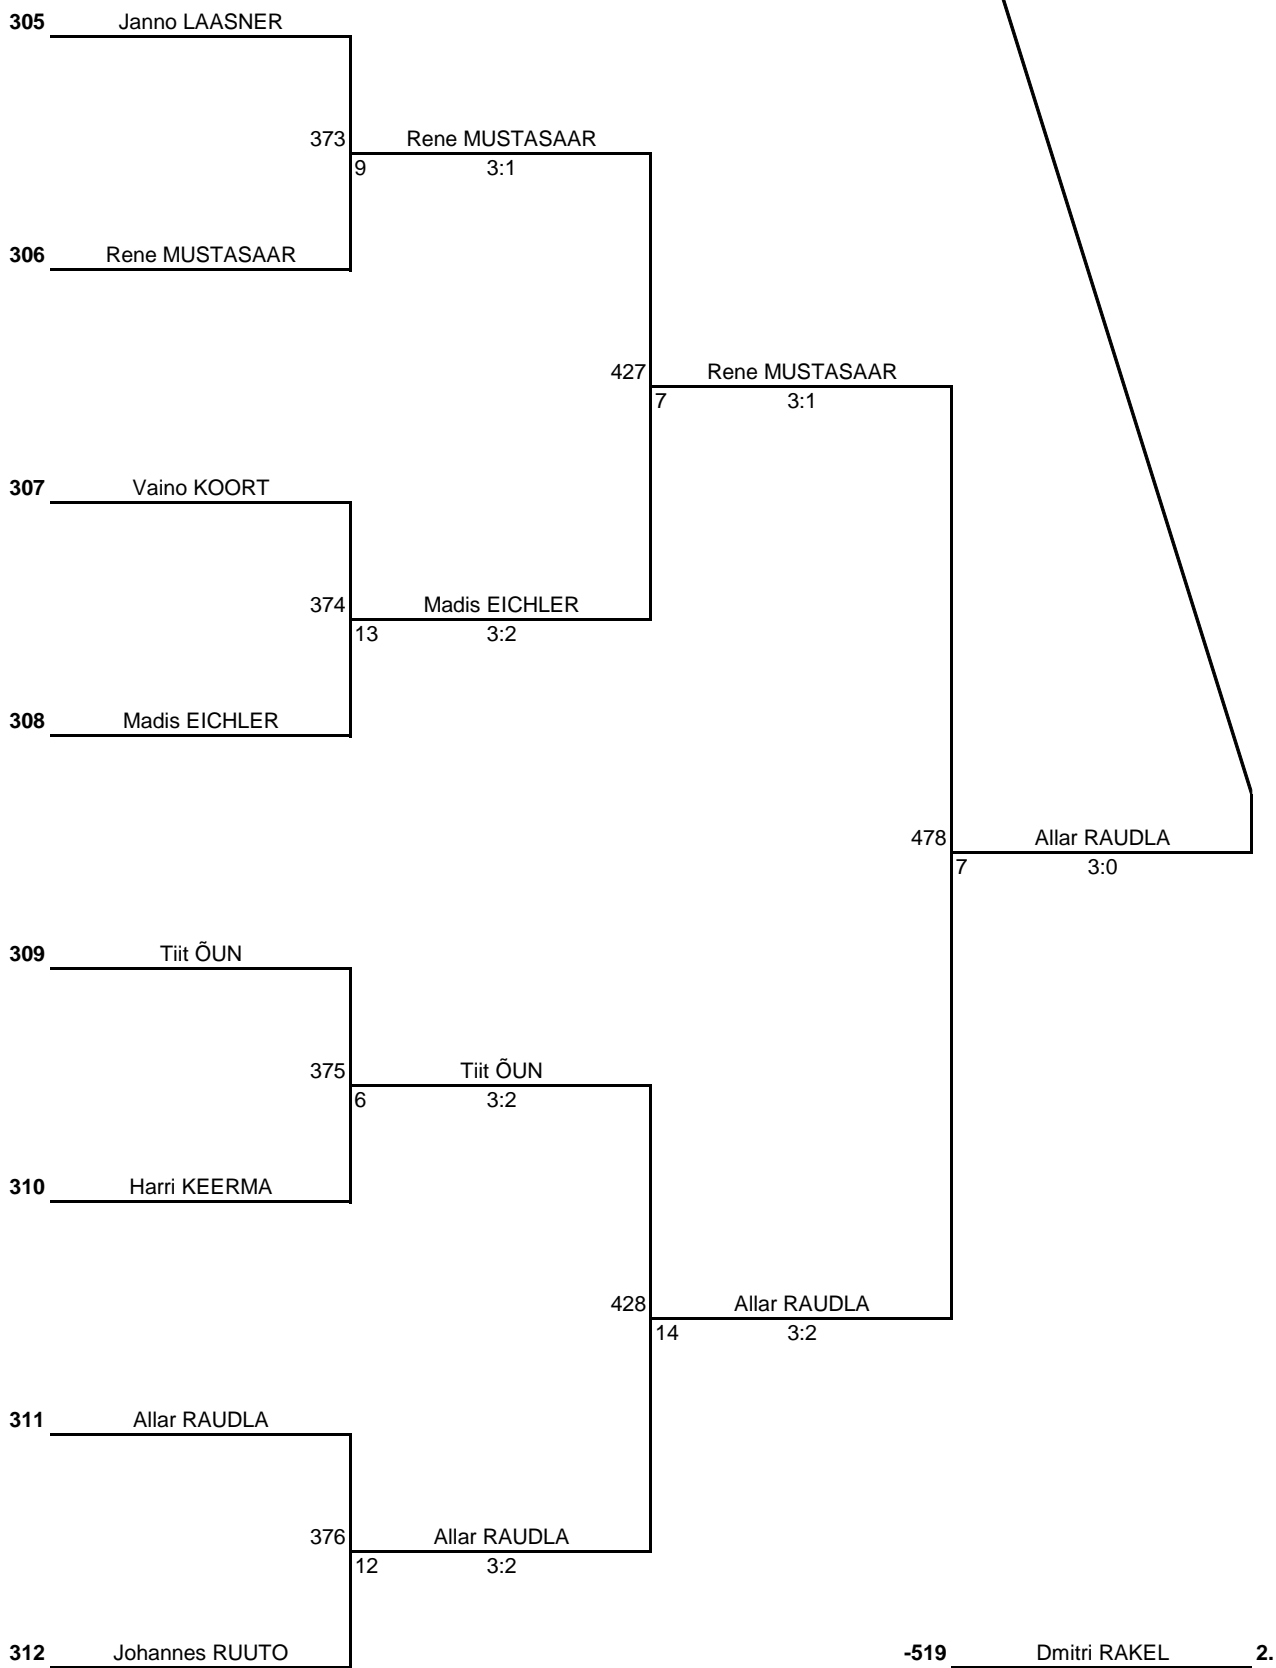 305 Janno LAASNER
373 Rene MUSTASAAR
9 3:1
306 Rene MUSTASAAR
427 Rene MUSTASAAR
7 3:1
307 Vaino KOORT
374 Madis EICHLER
13 3:2
308 Madis EICHLER
478 Allar RAUDLA
7 3:0
309 Tiit ÕUN
375 Tiit ÕUN
6 3:2
310 Harri KEERMA
428 Allar RAUDLA
14 3:2
311 Allar RAUDLA
376 Allar RAUDLA
12 3:2
312 Johannes RUUTO -519 Dmitri RAKEL 2.